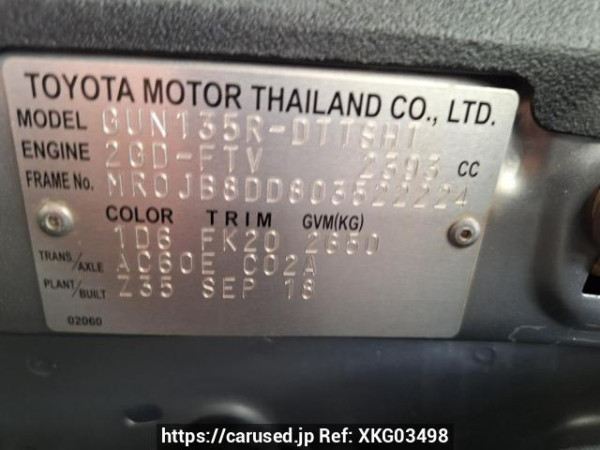 TOYOTA MOTOR THAILAND CO., LTD.
MODEL GUN135R-DTTSHT
ENGINE 2GD-FTV 2393 CC
FRAME No. MR0JB8DD803522224
COLOR TRIM GVM(KG)
1D6 FK20 2650
TRANS./AXLE AC60E C02A
PLANT/BUILT Z35 SEP 18
02060
https://carused.jp Ref: XKG03498